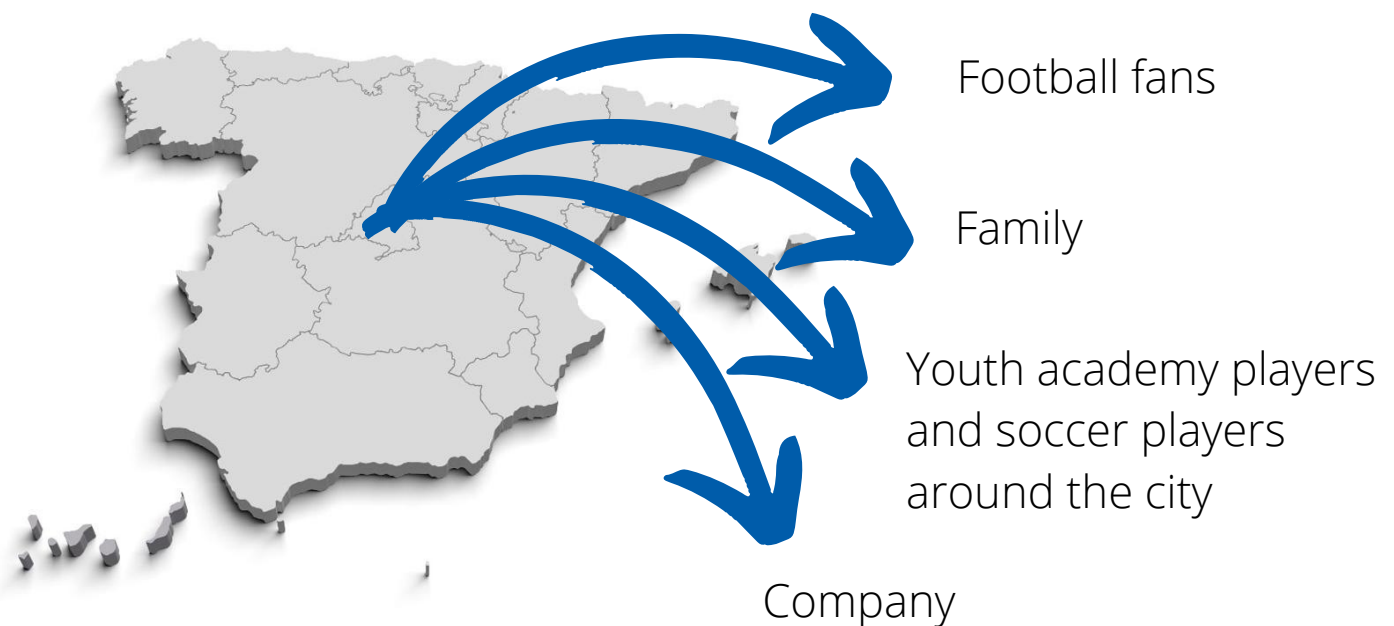 Football fans
Family
Youth academy players
and soccer players
around the city
Company